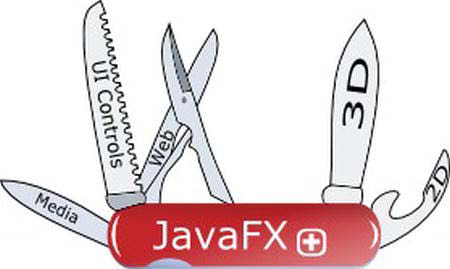 UI Controls
Web
3D
Media
2D
JavaFX